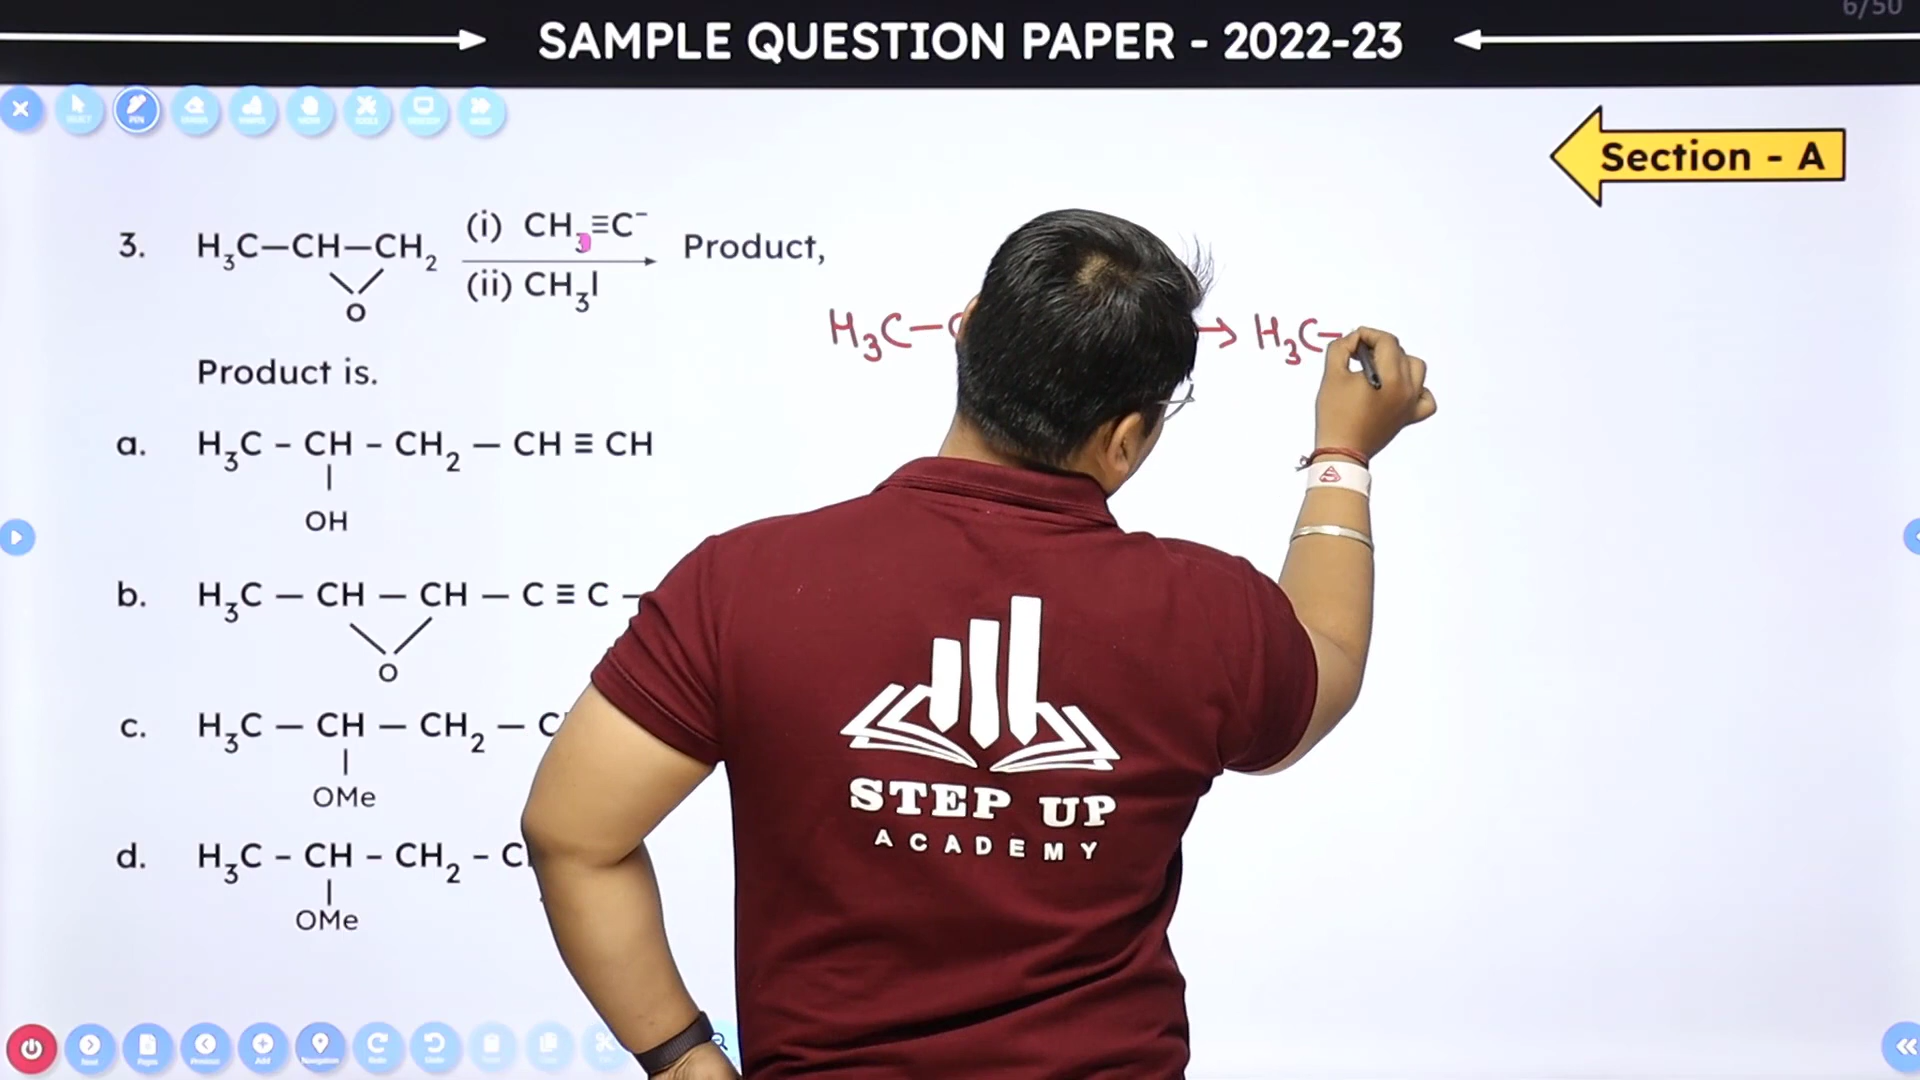 6/50
SAMPLE QUESTION PAPER - 2022-23
Section - A
3. H₃C—CH—CH₂ (i) CH₃≡C⁻ Product,
O (ii) CH₃I
H₃C– → H₃C–
Product is.
a. H₃C – CH – CH₂ — CH ≡ CH
OH
b. H₃C — CH — CH — C ≡ C –
O
c. H₃C — CH — CH₂ — C
OMe
d. H₃C – CH – CH₂ – C
OMe
STEP UP
ACADEMY